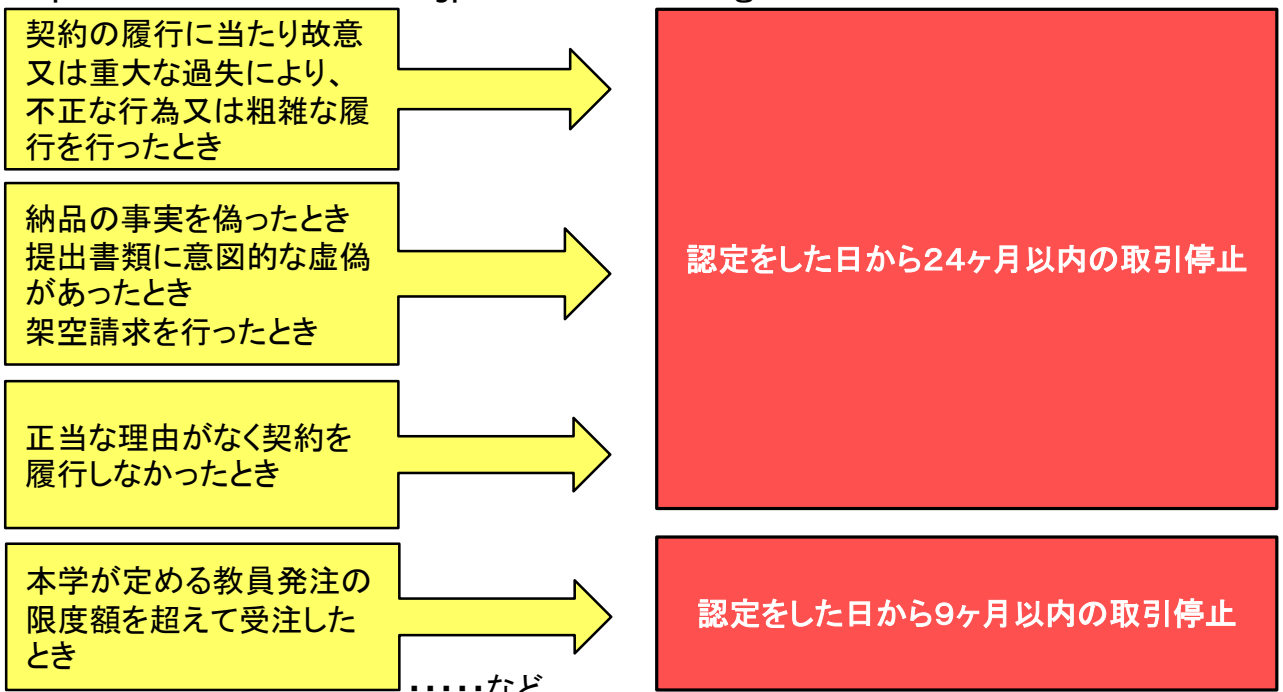 契約の履行に当たり故意
又は重大な過失により、
不正な行為又は粗雑な履
行を行ったとき
納品の事実を偽ったとき
提出書類に意図的な虚偽
があったとき
架空請求を行ったとき
認定をした日から24ヶ月以内の取引停止
正当な理由がなく契約を
履行しなかったとき
本学が定める教員発注の
限度額を超えて受注した
とき
認定をした日から9ヶ月以内の取引停止
・・・・・など